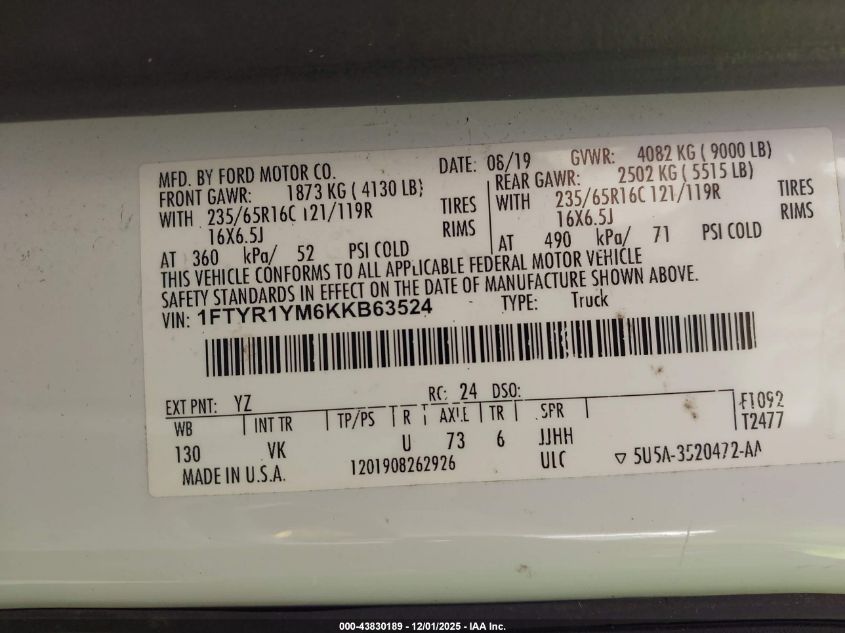 MFD. BY FORD MOTOR CO. DATE: 06/19 GVWR: 4082 KG ( 9000 LB)
FRONT GAWR: 1873 KG ( 4130 LB) REAR GAWR: 2502 KG ( 5515 LB)
WITH 235/65R16C 121/119R TIRES WITH 235/65R16C 121/119R TIRES
16X6.5J RIMS 16X6.5J RIMS
AT 360 kPa/ 52 PSI COLD AT 490 kPa/ 71 PSI COLD
THIS VEHICLE CONFORMS TO ALL APPLICABLE FEDERAL MOTOR VEHICLE
SAFETY STANDARDS IN EFFECT ON THE DATE OF MANUFACTURE SHOWN ABOVE.
VIN: 1FTYR1YM6KKB63524 TYPE: Truck
EXT PNT: YZ RC: 24 DSO: F1092
WB INT TR TP/PS R AXLE TR SPR T2477
130 VK U 73 6 JJHH
MADE IN U.S.A. 1201908262926 ULC ▽ 5U5A-3520472-AA
000-43830189 - 12/01/2025 - IAA Inc.